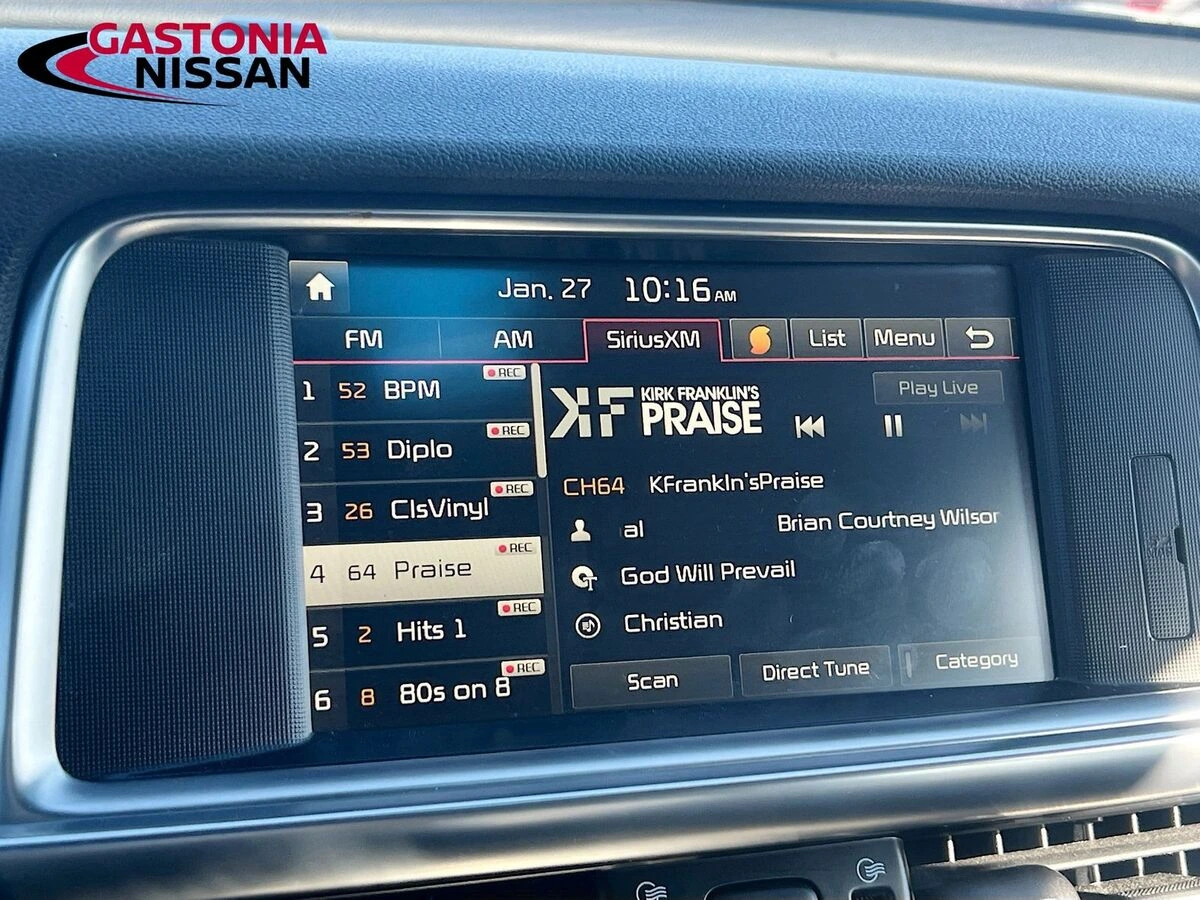 GASTONIA
NISSAN
Jan. 27 10:16 AM
FM AM SiriusXM List Menu
1 52 BPM REC
2 53 Diplo REC
3 26 ClsVinyl REC
4 64 Praise REC
5 2 Hits 1 REC
6 8 80s on 8 REC
KF KIRK FRANKLIN'S
PRAISE
Play Live
CH64 KFrankln'sPraise
al Brian Courtney Wilsor
God Will Prevail
Christian
Scan Direct Tune Category